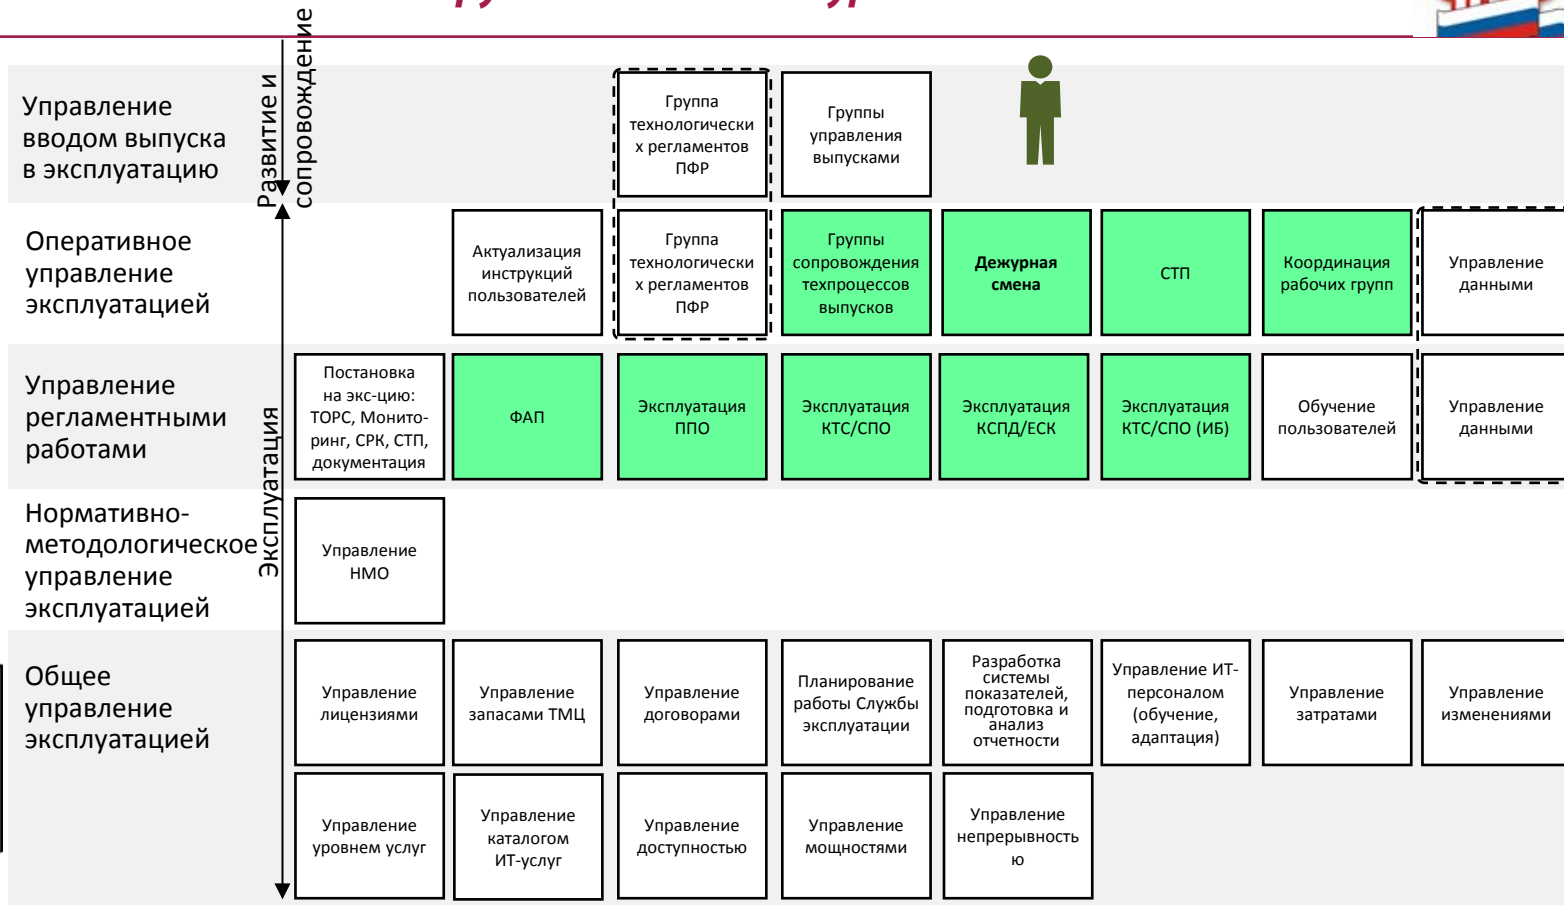 Развитие и
сопровождение
Эксплуатация
Управление
вводом выпуска
в эксплуатацию
Группа
технологически
х регламентов
ПФР
Группы
управления
выпусками
Оперативное
управление
эксплуатацией
Актуализация
инструкций
пользователей
Группа
технологически
х регламентов
ПФР
Группы
сопровождения
техпроцессов
выпусков
Дежурная
смена
СТП
Координация
рабочих групп
Управление
данными
Управление
регламентными
работами
Постановка
на экс-цию:
ТОРС, Монито-
ринг, СРК, СТП,
документация
ФАП
Эксплуатация
ППО
Эксплуатация
КТС/СПО
Эксплуатация
КСПД/ЕСК
Эксплуатация
КТС/СПО (ИБ)
Обучение
пользователей
Управление
данными
Нормативно-
методологическое
управление
эксплуатацией
Управление
НМО
Общее
управление
эксплуатацией
Управление
лицензиями
Управление
запасами ТМЦ
Управление
договорами
Планирование
работы Службы
эксплуатации
Разработка
системы
показателей,
подготовка и
анализ
отчетности
Управление ИТ-
персоналом
(обучение,
адаптация)
Управление
затратами
Управление
изменениями
Управление
уровнем услуг
Управление
каталогом
ИТ-услуг
Управление
доступностью
Управление
мощностями
Управление
непрерывность
ю